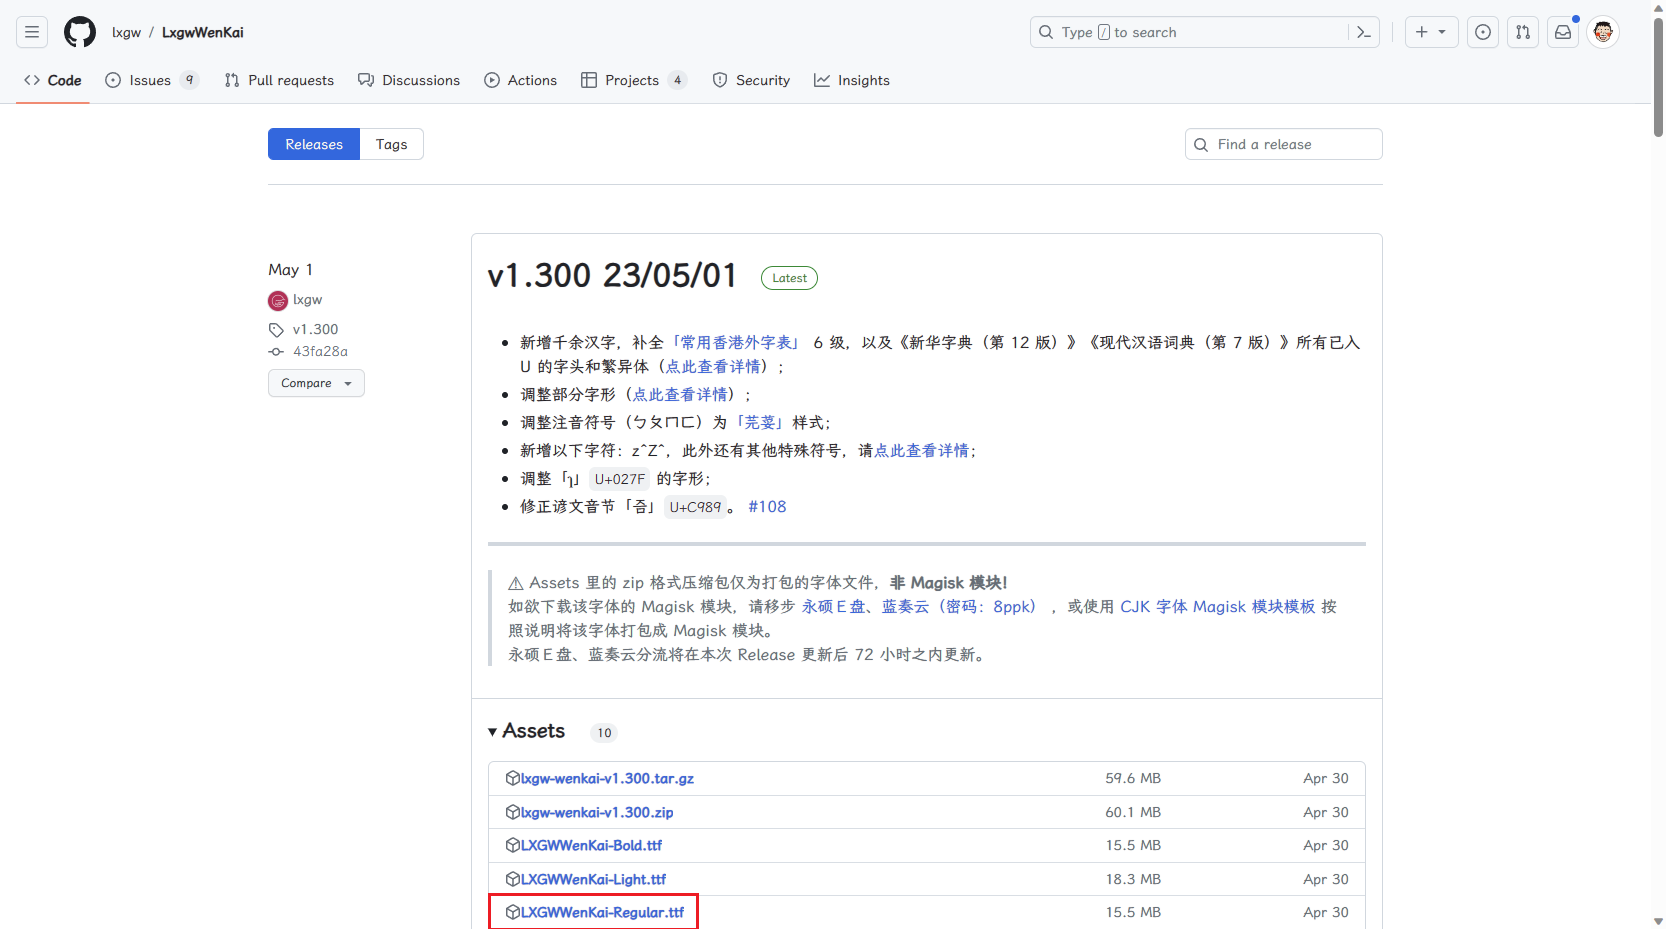 lxgw / LxgwWenKai
Type / to search
Code
Issues 9
Pull requests
Discussions
Actions
Projects 4
Security
Insights
Releases
Tags
Find a release
May 1
lxgw
v1.300
43fa28a
Compare
v1.300 23/05/01 Latest
新增千余汉字，补全「常用香港外字表」 6 级，以及《新华字典（第 12 版）》《现代汉语词典（第 7 版）》所有已入
U 的字头和繁异体（点此查看详情）；
调整部分字形（点此查看详情）；
调整注音符号（ㄅㄆㄇㄈ）为「芫荽」样式；
新增以下字符：z̑Z̑，此外还有其他特殊符号，请点此查看详情；
调整「ɿ」 U+027F 的字形；
修正谚文音节「즉」 U+C989 。 #108
⚠ Assets 里的 zip 格式压缩包仅为打包的字体文件，非 Magisk 模块！
如欲下载该字体的 Magisk 模块，请移步 永硕 E 盘、蓝奏云（密码：8ppk） ，或使用 CJK 字体 Magisk 模块模板 按
照说明将该字体打包成 Magisk 模块。
永硕 E 盘、蓝奏云分流将在本次 Release 更新后 72 小时之内更新。
Assets 10
lxgw-wenkai-v1.300.tar.gz 59.6 MB Apr 30
lxgw-wenkai-v1.300.zip 60.1 MB Apr 30
LXGWWenKai-Bold.ttf 15.5 MB Apr 30
LXGWWenKai-Light.ttf 18.3 MB Apr 30
LXGWWenKai-Regular.ttf 15.5 MB Apr 30